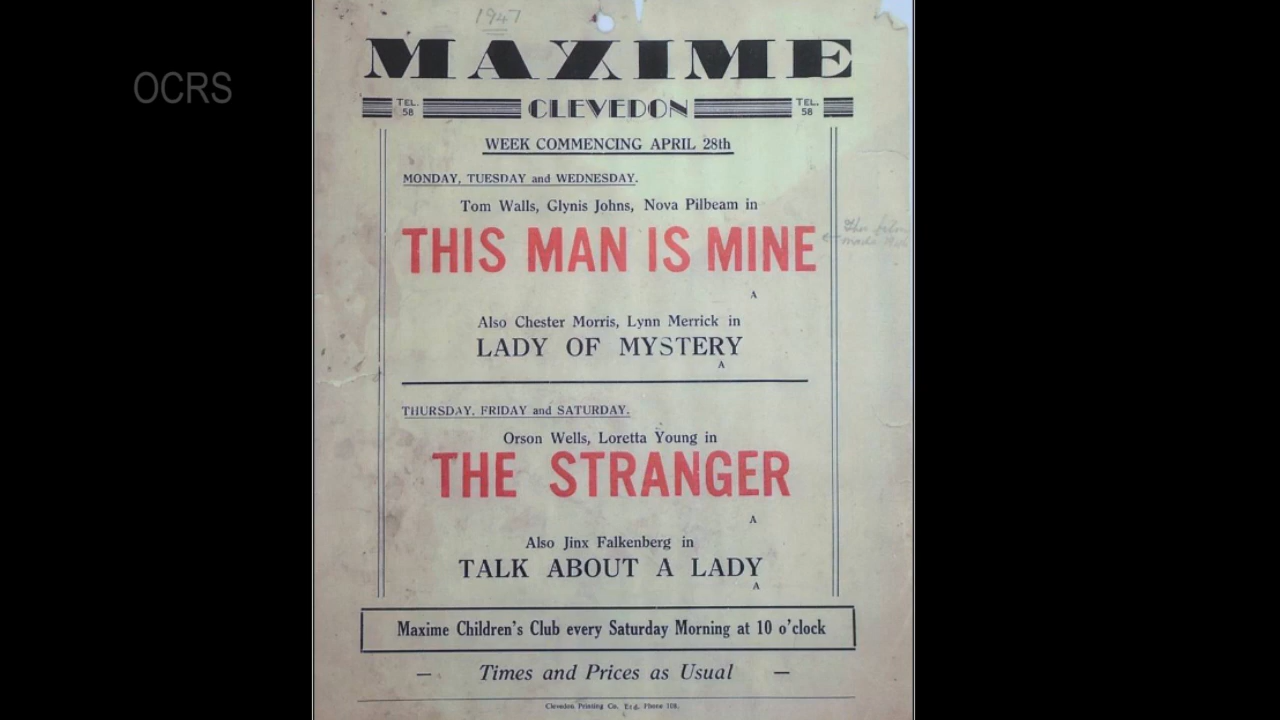 OCRS
1947
MAXIME
TEL. 58 CLEVEDON TEL. 58
WEEK COMMENCING APRIL 28th
MONDAY, TUESDAY and WEDNESDAY.
Tom Walls, Glynis Johns, Nova Pilbeam in
THIS MAN IS MINE
A
Also Chester Morris, Lynn Merrick in
LADY OF MYSTERY
A
THURSDAY, FRIDAY and SATURDAY.
Orson Wells, Loretta Young in
THE STRANGER
A
Also Jinx Falkenberg in
TALK ABOUT A LADY
A
Maxime Children's Club every Saturday Morning at 10 o'clock
— Times and Prices as Usual —
Clevedon Printing Co. Phone 108.